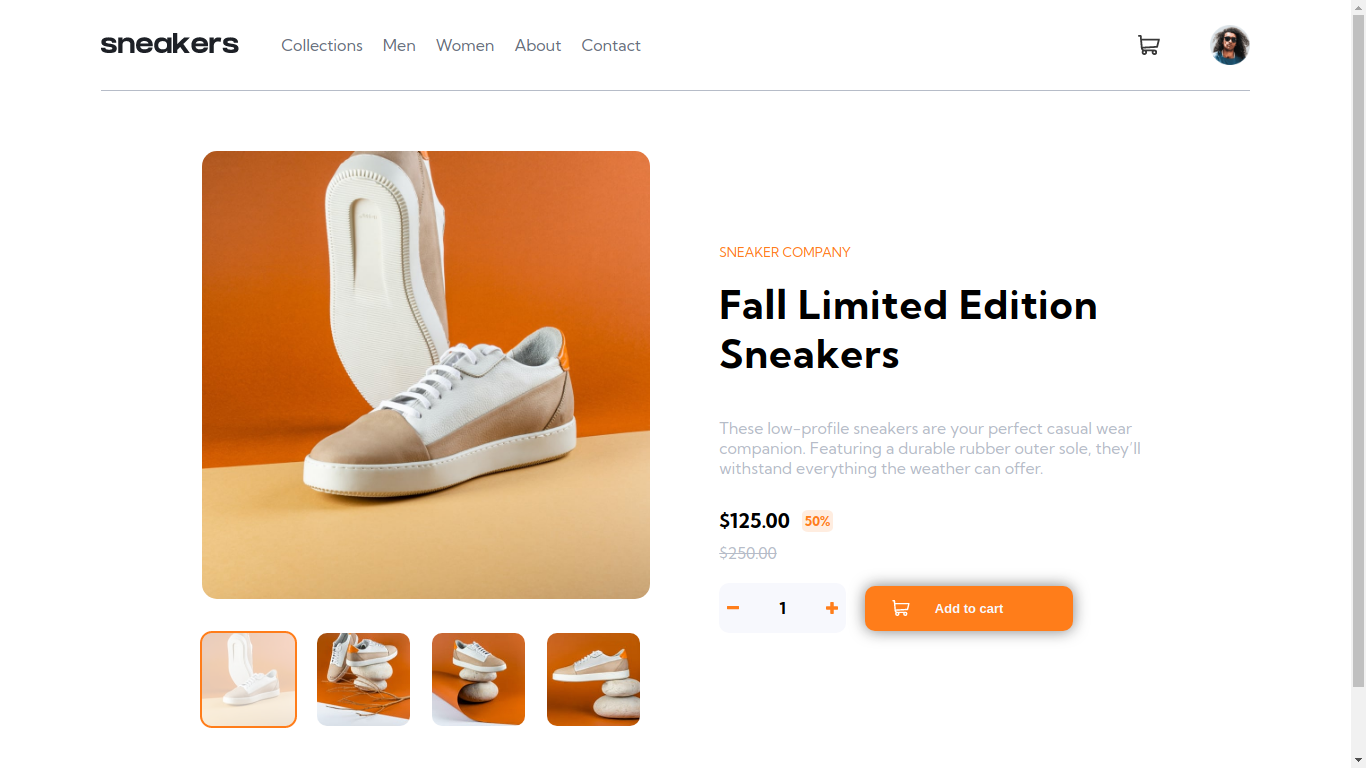 sneakers
Collections Men Women About Contact
SNEAKER COMPANY
Fall Limited Edition
Sneakers
These low-profile sneakers are your perfect casual wear
companion. Featuring a durable rubber outer sole, they’ll
withstand everything the weather can offer.
$125.00 50%
$250.00
1 Add to cart